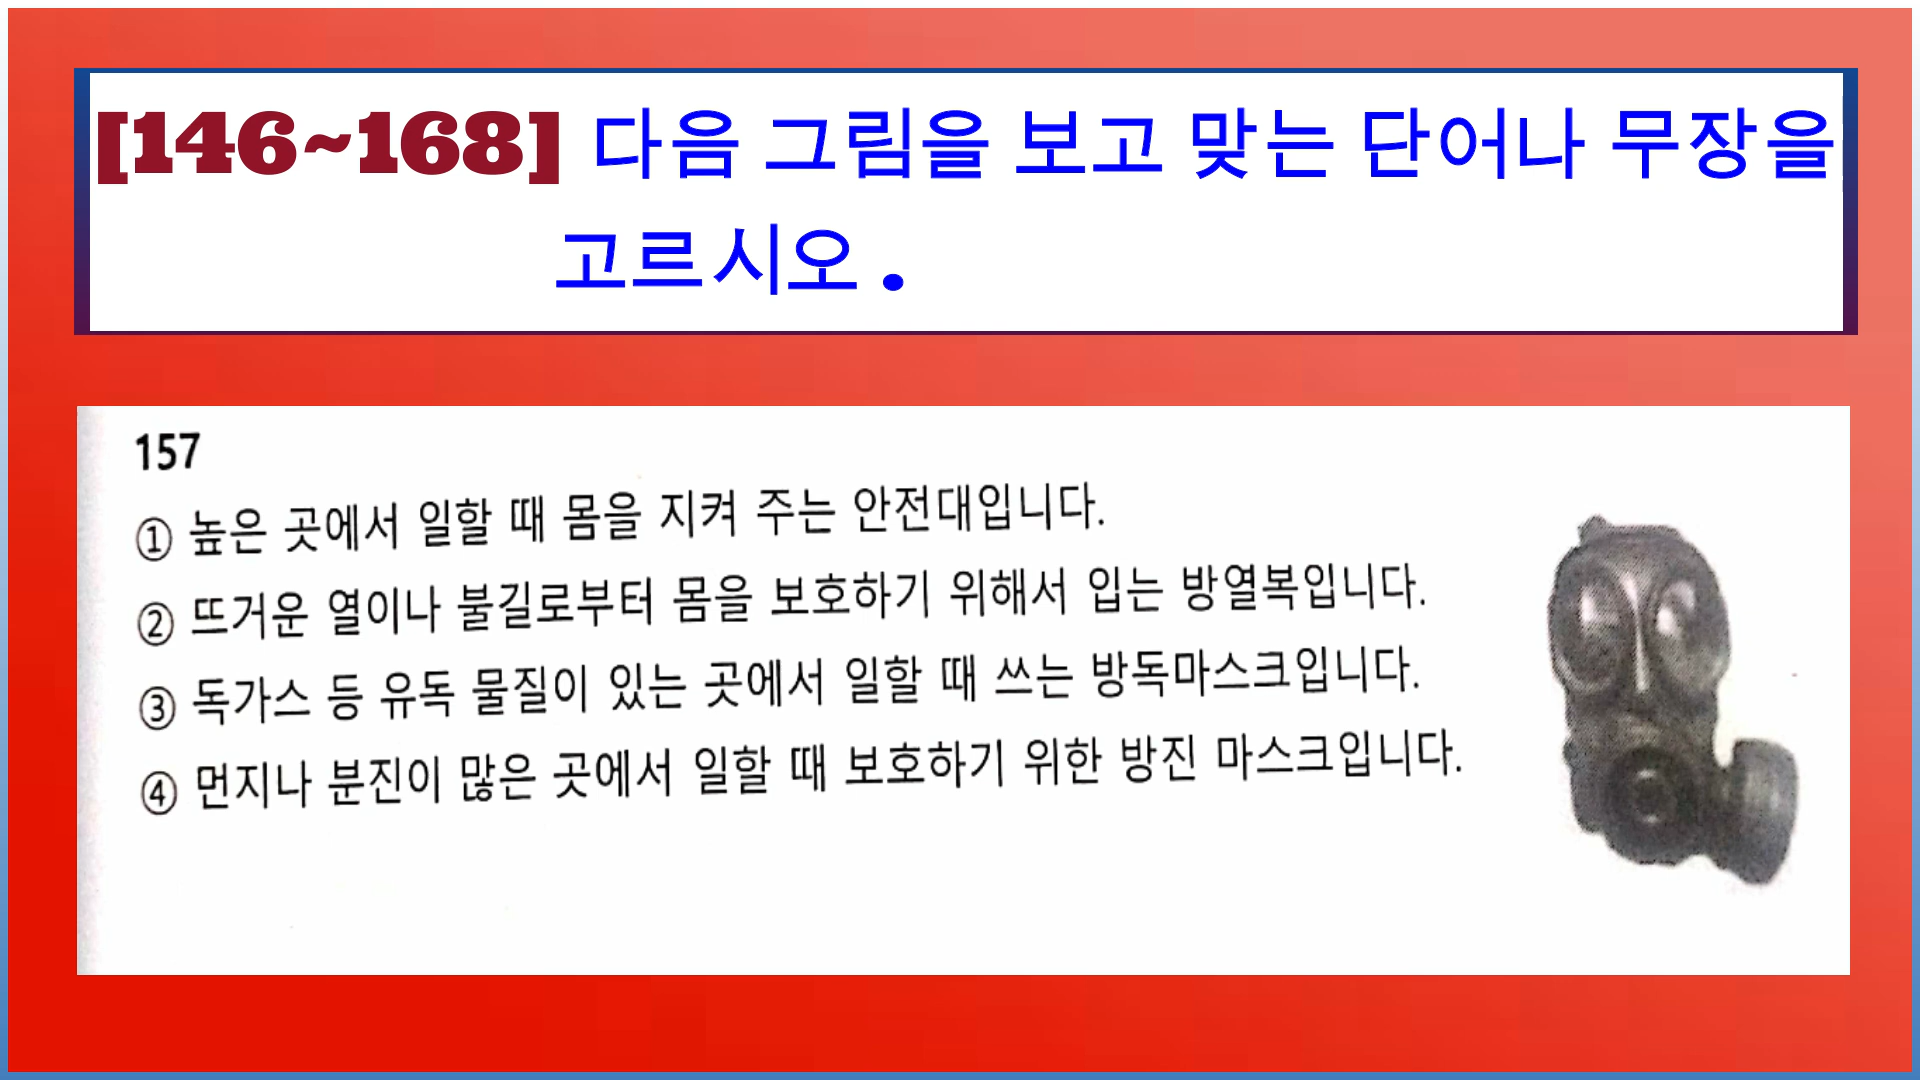 [146~168] 다음 그림을 보고 맞는 단어나 무장을
고르시오.
157
① 높은 곳에서 일할 때 몸을 지켜 주는 안전대입니다.
② 뜨거운 열이나 불길로부터 몸을 보호하기 위해서 입는 방열복입니다.
③ 독가스 등 유독 물질이 있는 곳에서 일할 때 쓰는 방독마스크입니다.
④ 먼지나 분진이 많은 곳에서 일할 때 보호하기 위한 방진 마스크입니다.